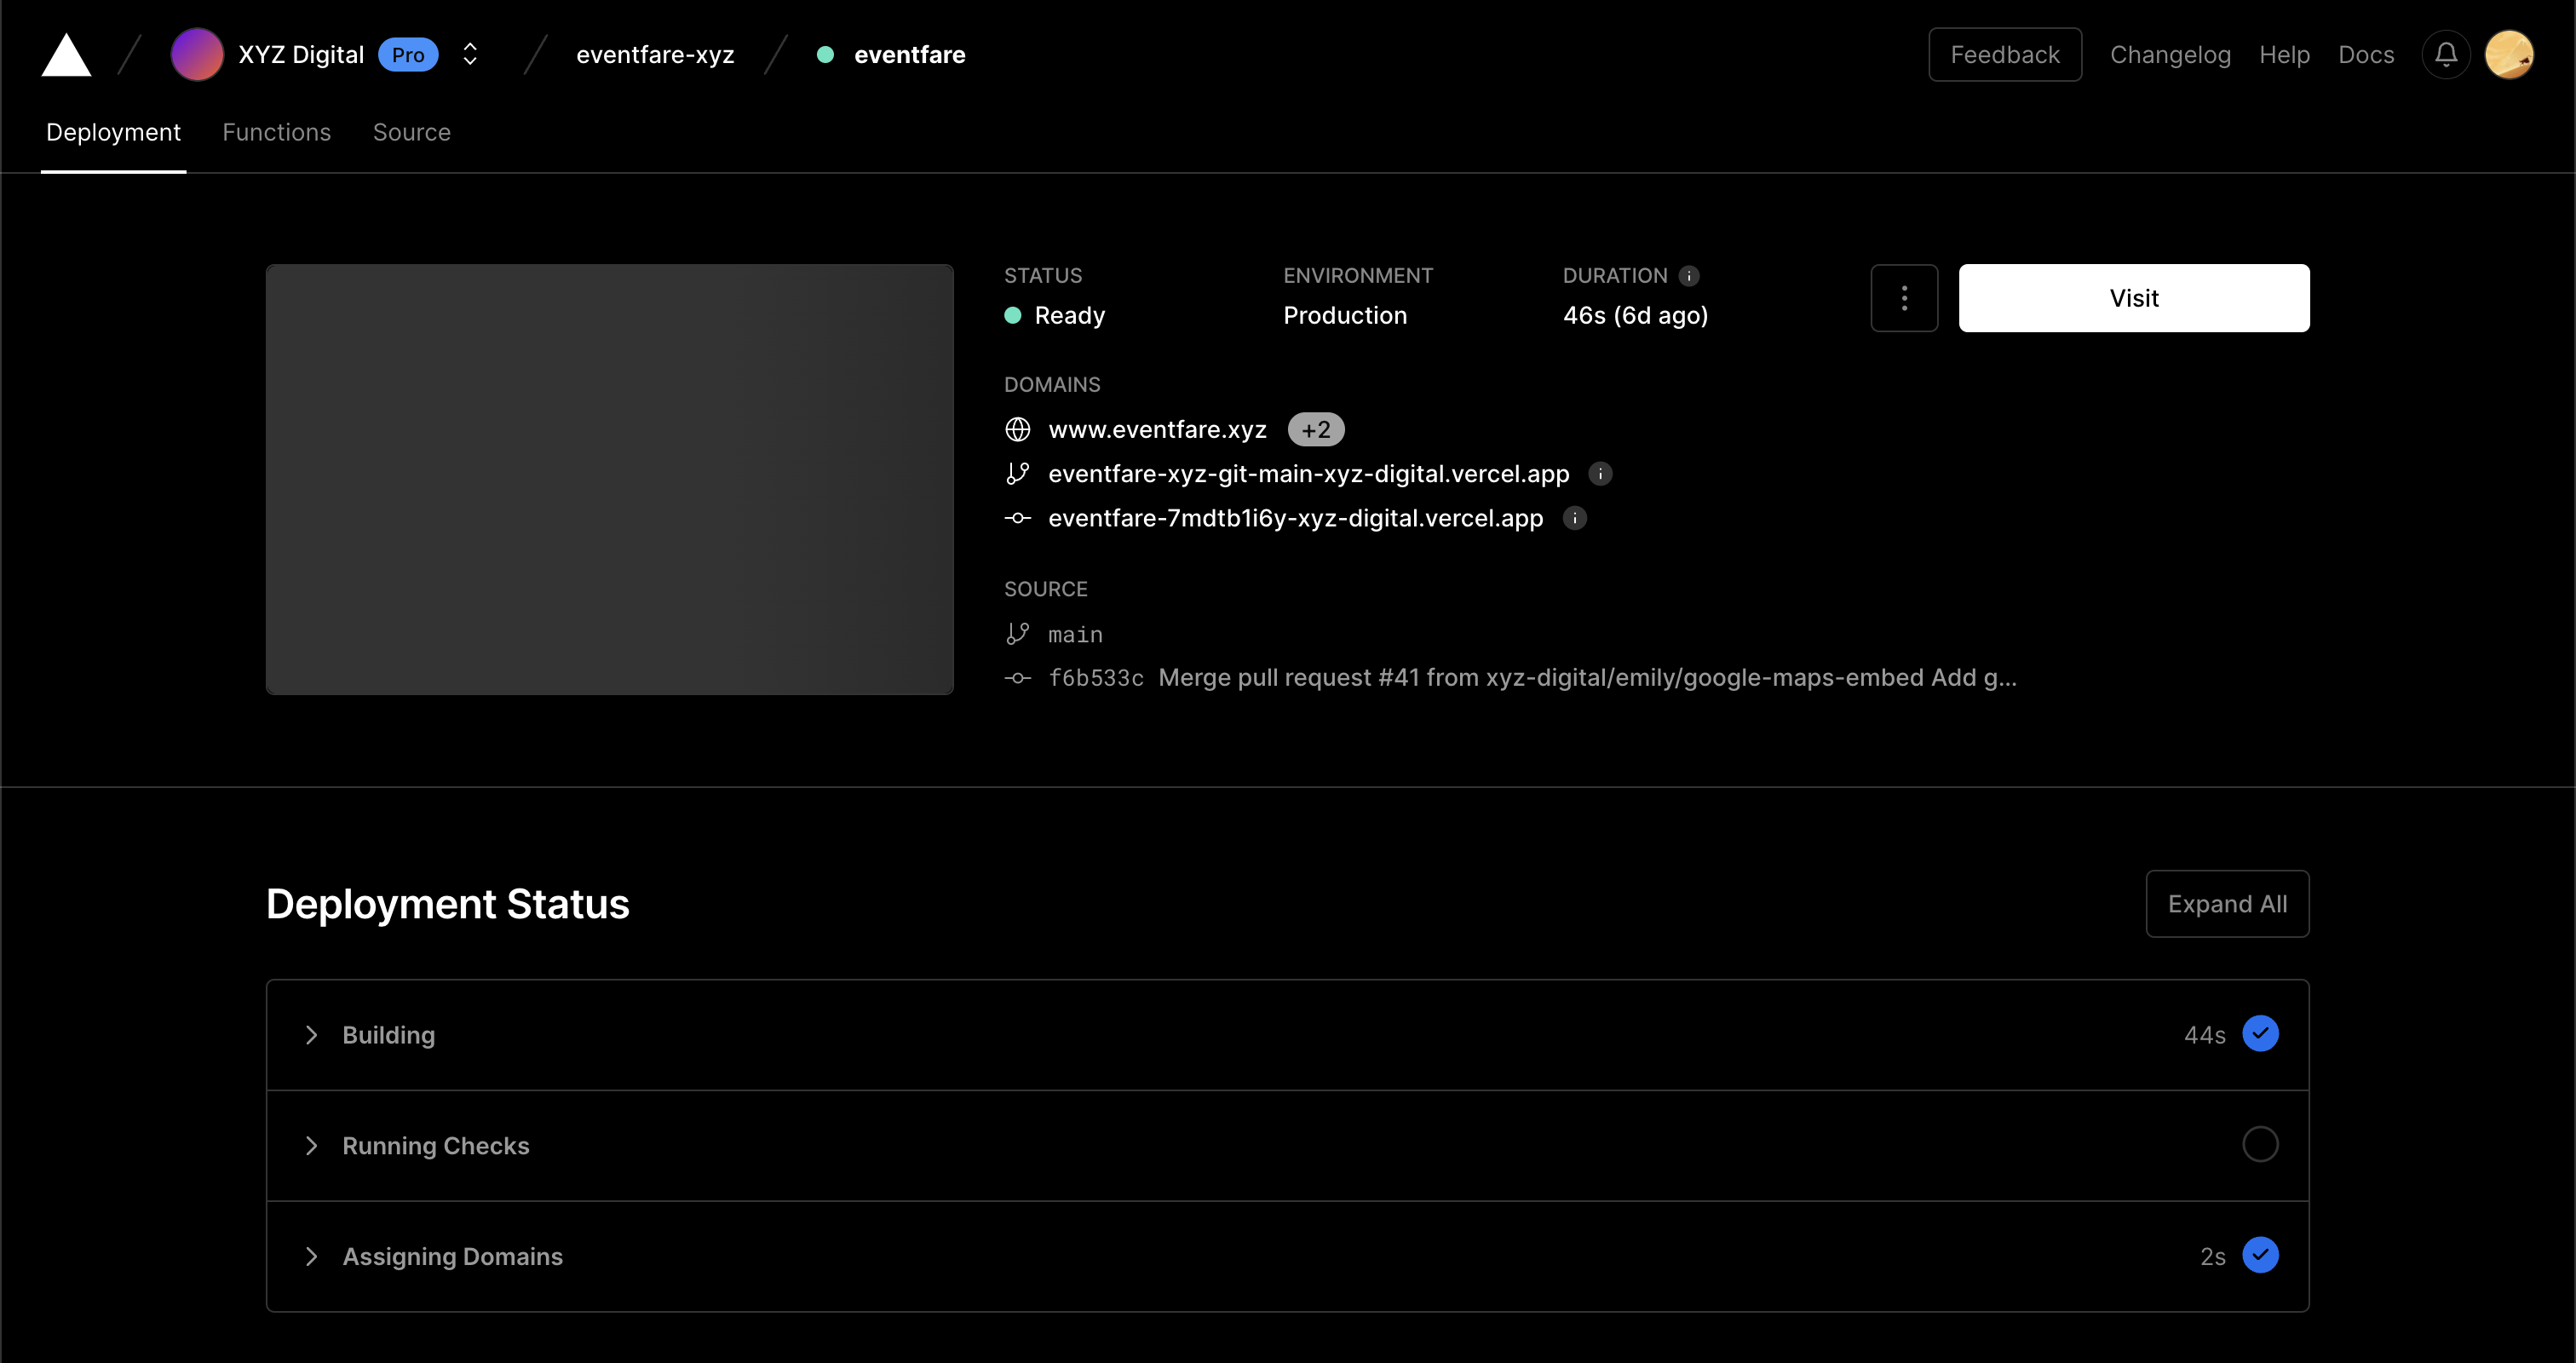 XYZ Digital Pro eventfare-xyz eventfare Feedback Changelog Help Docs
Deployment Functions Source
STATUS ENVIRONMENT DURATION
Ready Production 46s (6d ago)
Visit
DOMAINS
www.eventfare.xyz +2
eventfare-xyz-git-main-xyz-digital.vercel.app
eventfare-7mdtb1i6y-xyz-digital.vercel.app
SOURCE
main
f6b533c Merge pull request #41 from xyz-digital/emily/google-maps-embed Add g...
Deployment Status Expand All
Building 44s
Running Checks
Assigning Domains 2s